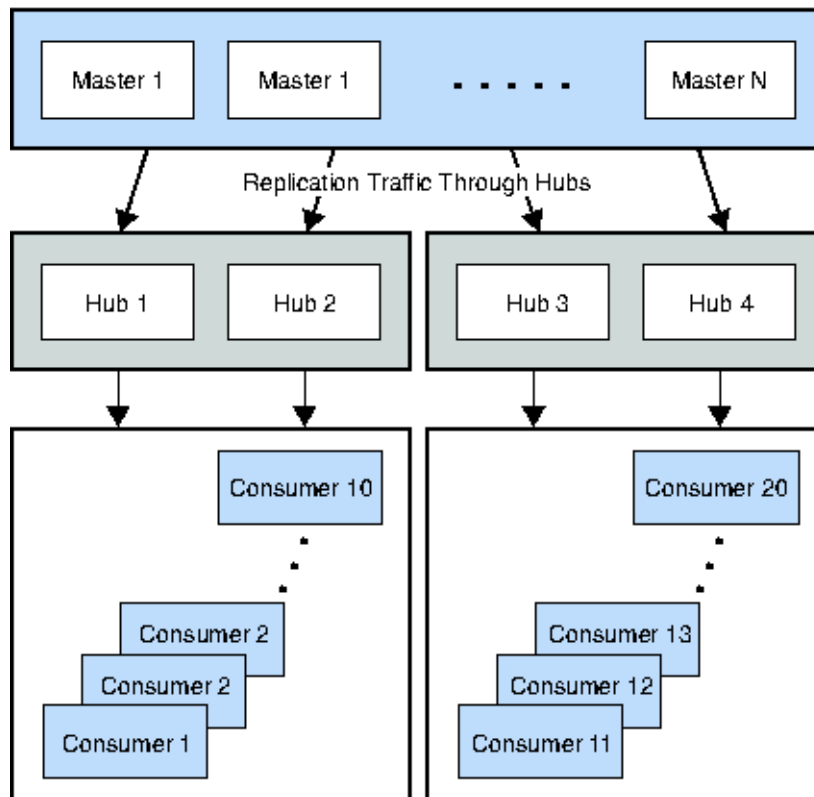 Master 1
Master 1
. . . . .
Master N
Replication Traffic Through Hubs
Hub 1
Hub 2
Hub 3
Hub 4
Consumer 10
Consumer 2
Consumer 2
Consumer 1
Consumer 20
Consumer 13
Consumer 12
Consumer 11